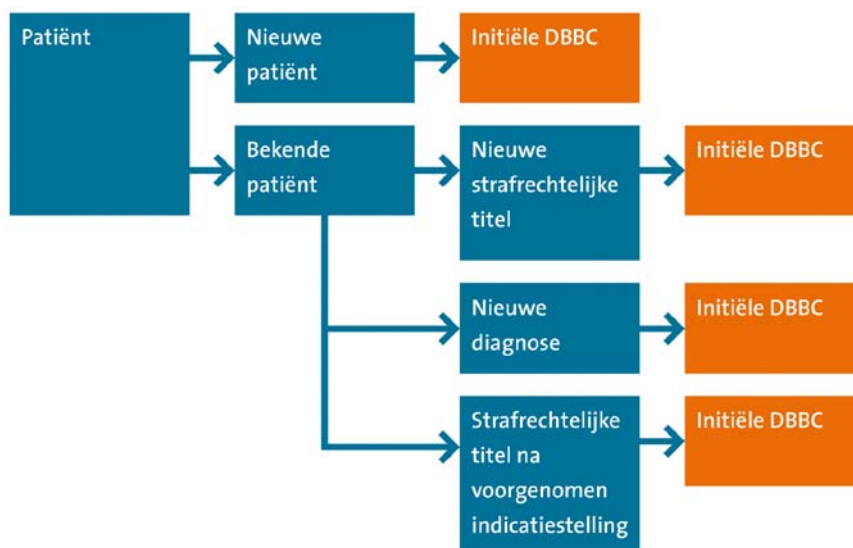 Patiënt
Nieuwe
patiënt
Initiële DBBC
Bekende
patiënt
Nieuwe
strafrechtelijke
titel
Initiële DBBC
Nieuwe
diagnose
Initiële DBBC
Strafrechtelijke
titel na
voorgenomen
indicatiestelling
Initiële DBBC